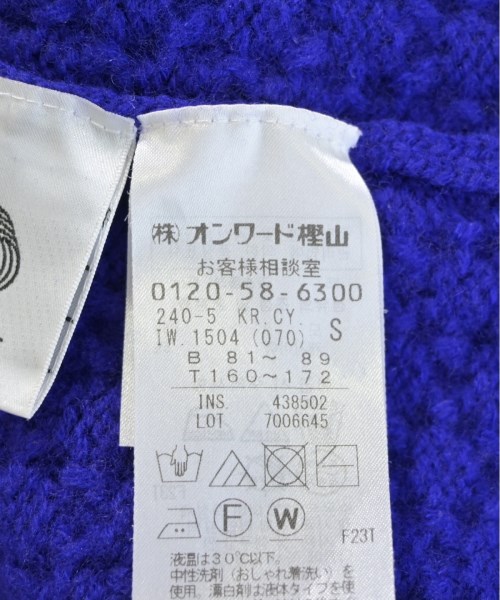 (株)オンワード樫山
お客様相談室
0120-58-6300
240-5 KR.CY.
IW.1504 (070) S
B 81~ 89
T160~172
INS. 438502
LOT 7006645
F W
F23T
液温は30℃以下。
中性洗剤(おしゃれ着洗い)を
使用、漂白剤は液体タイプを使